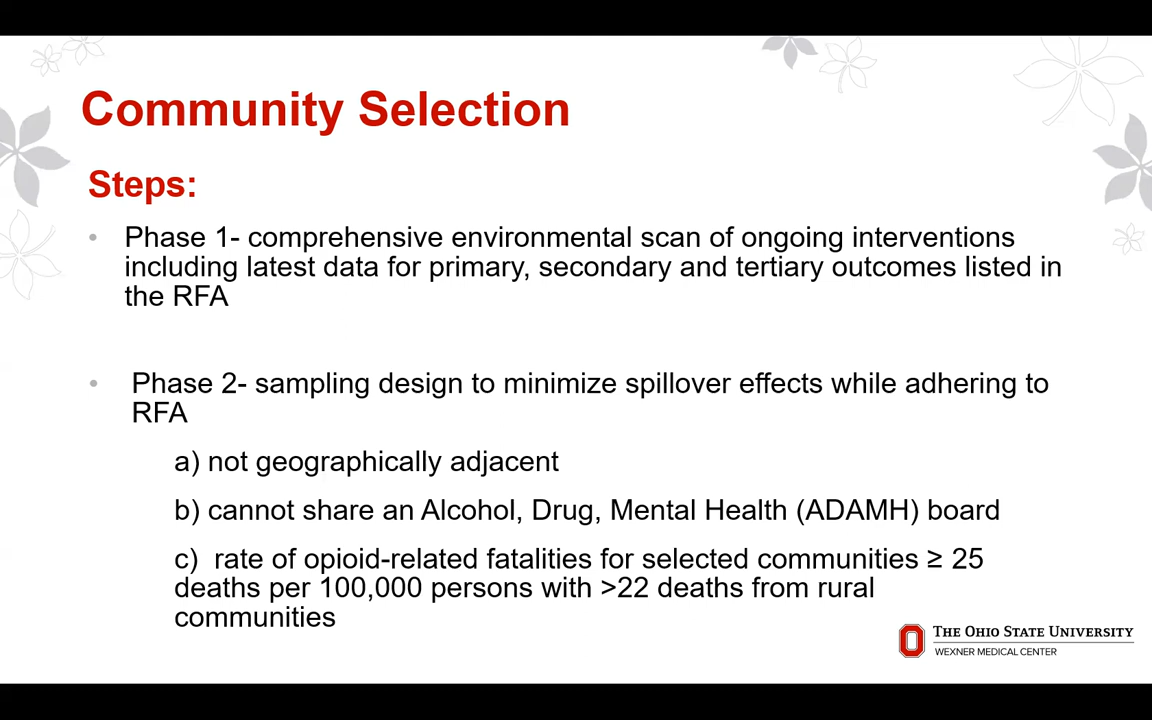 Community Selection
Steps:
• Phase 1- comprehensive environmental scan of ongoing interventions
including latest data for primary, secondary and tertiary outcomes listed in
the RFA
• Phase 2- sampling design to minimize spillover effects while adhering to
RFA
a) not geographically adjacent
b) cannot share an Alcohol, Drug, Mental Health (ADAMH) board
c)  rate of opioid-related fatalities for selected communities ≥ 25
deaths per 100,000 persons with >22 deaths from rural
communities
THE OHIO STATE UNIVERSITY
WEXNER MEDICAL CENTER